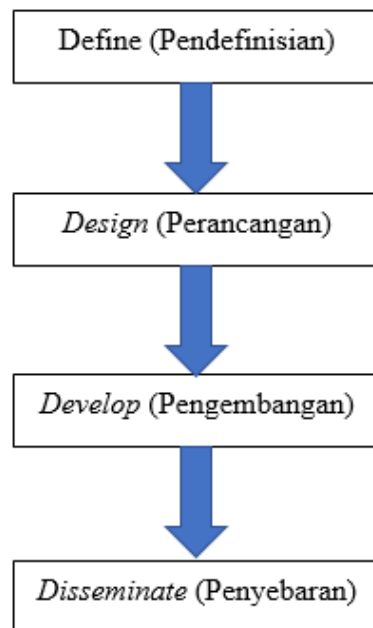 Define (Pendefinisian)
Design (Perancangan)
Develop (Pengembangan)
Disseminate (Penyebaran)